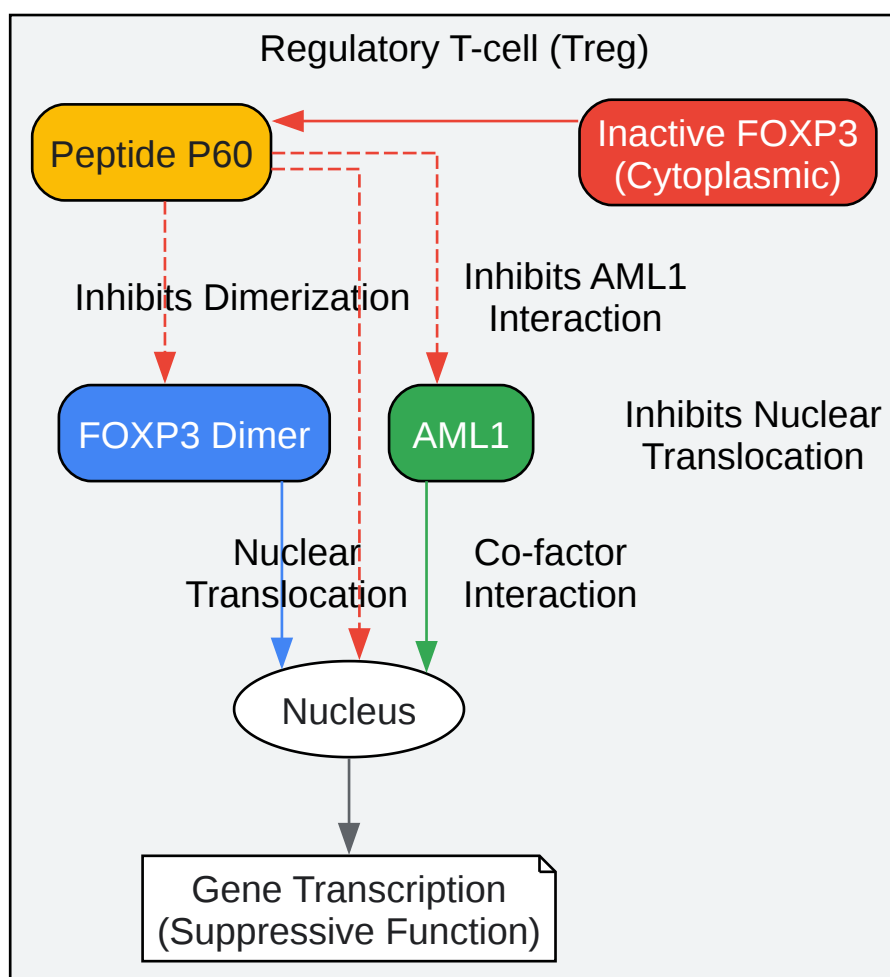 Regulatory T-cell (Treg)
Peptide P60
Inactive FOXP3
(Cytoplasmic)
Inhibits Dimerization
Inhibits AML1
Interaction
FOXP3 Dimer
AML1
Inhibits Nuclear
Translocation
Nuclear
Translocation
Co-factor
Interaction
Nucleus
Gene Transcription
(Suppressive Function)